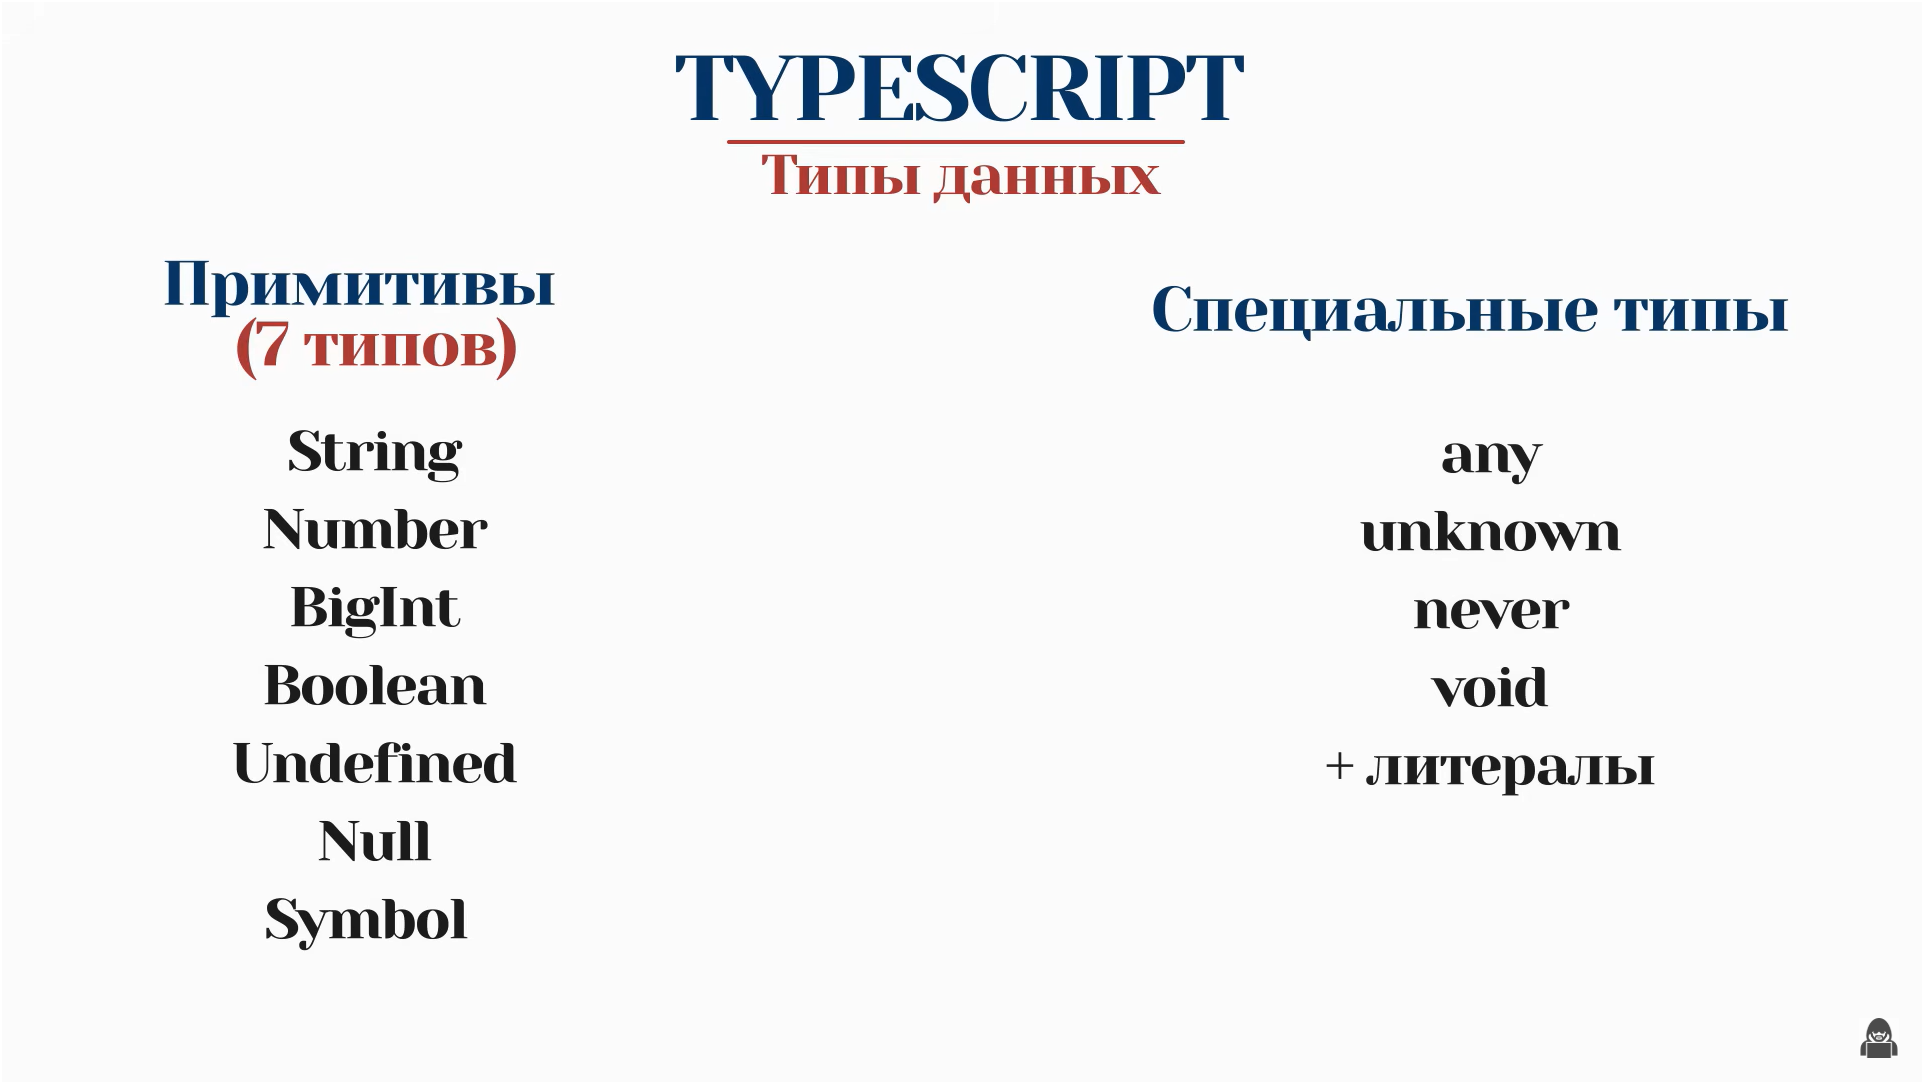 TYPESCRIPT
Типы данных
Примитивы
(7 типов)
String
Number
BigInt
Boolean
Undefined
Null
Symbol
Специальные типы
any
unknown
never
void
+ литералы